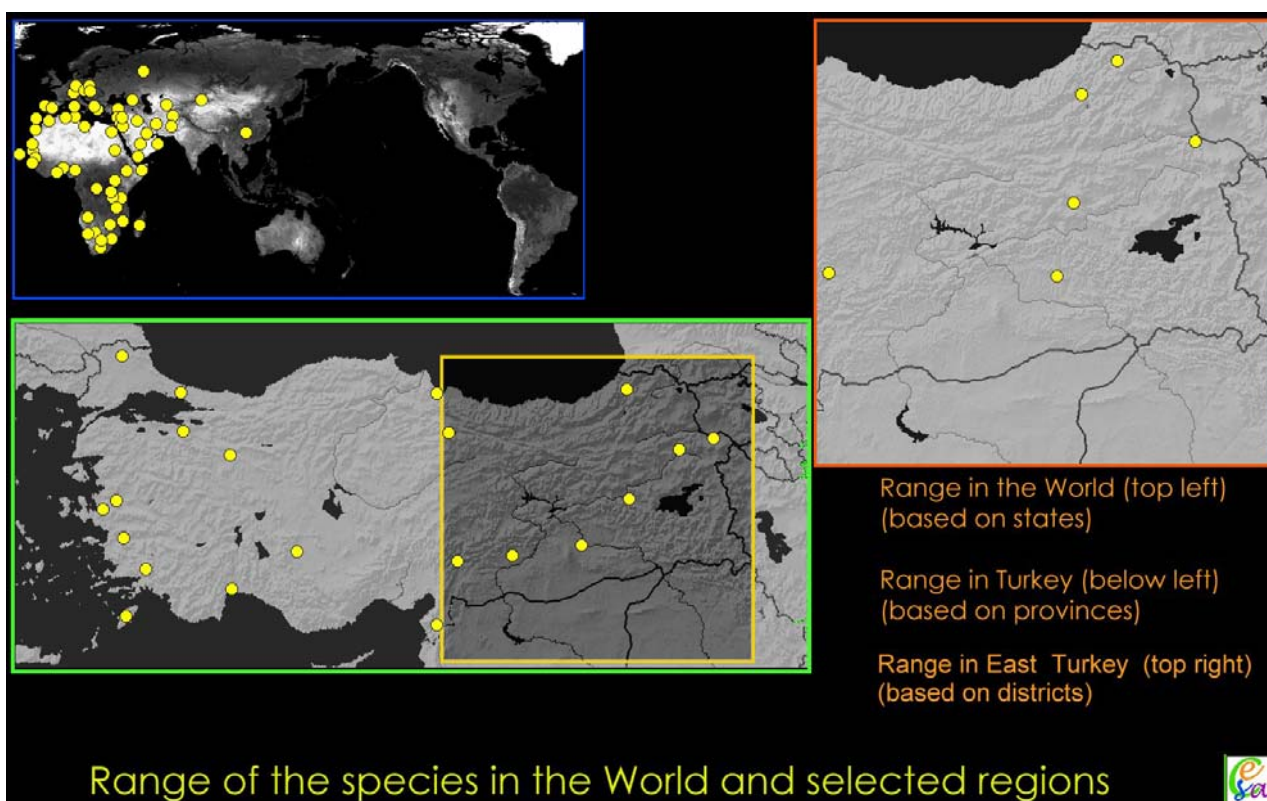 Range in the World (top left)
(based on states)
Range in Turkey (below left)
(based on provinces)
Range in East Turkey (top right)
(based on districts)
Range of the species in the World and selected regions